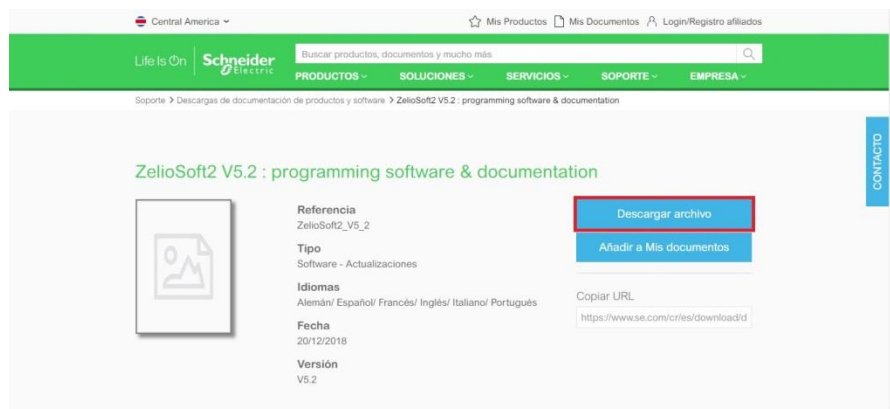 Central America
Mis Productos
Mis Documentos
Login/Registro afiliados
Life Is On
Schneider
Electric
Buscar productos, documentos y mucho más
PRODUCTOS
SOLUCIONES
SERVICIOS
SOPORTE
EMPRESA
Soporte > Descargas de documentación de productos y software > ZelioSoft2 V5.2 : programming software & documentation
CONTACTO
ZelioSoft2 V5.2 : programming software & documentation
Referencia
ZelioSoft2_V5_2
Tipo
Software - Actualizaciones
Idiomas
Alemán/ Español/ Francés/ Inglés/ Italiano/ Portugués
Fecha
20/12/2018
Versión
V5.2
Descargar archivo
Añadir a Mis documentos
Copiar URL
https://www.se.com/cr/es/download/d